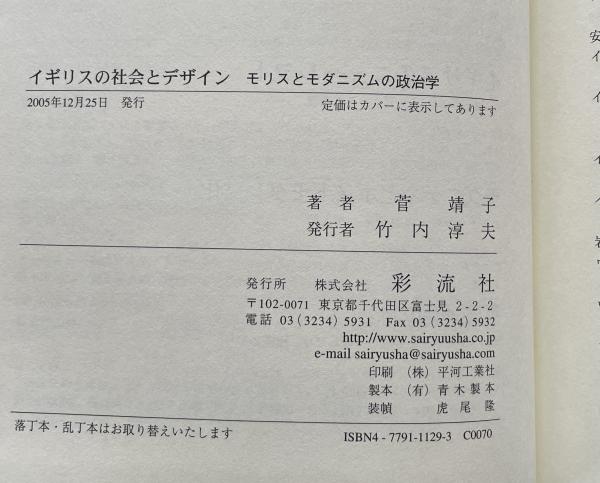 イギリスの社会とデザイン モリスとモダニズムの政治学
2005年12月25日 発行 定価はカバーに表示してあります
著者 菅靖子
発行者 竹内淳夫
発行所 株式会社 彩流社
〒102-0071 東京都千代田区富士見 2-2-2
電話 03(3234)5931 Fax 03(3234)5932
http://www.sairyuusha.co.jp
e-mail sairyusha@sairyusha.com
印刷 (株)平河工業社
製本 (有)青木製本
装幀 虎尾隆
落丁本・乱丁本はお取り替えいたします
ISBN4-7791-1129-3 C0070
安
イ
イ